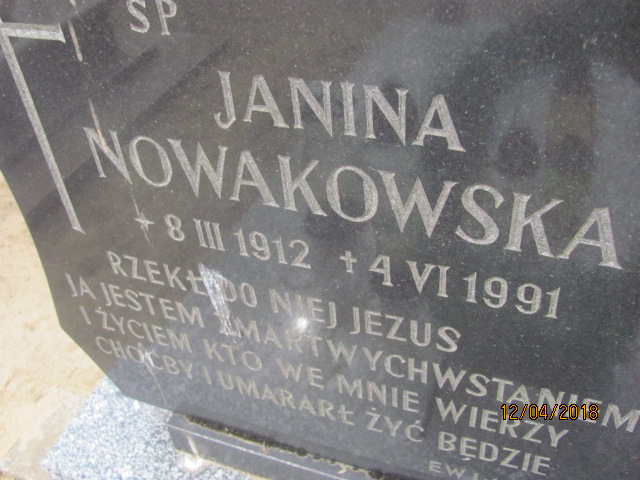 SP
JANINA
NOWAKOWSKA
* 8 III 1912 + 4 VI 1991
RZEKŁ DO NIEJ JEZUS
JA JESTEM ZMARTWYCHWSTANIEM
I ŻYCIEM KTO WE MNIE WIERZY
CHOĆBY I UMARARŁ ŻYĆ BĘDZIE
12/04/2018